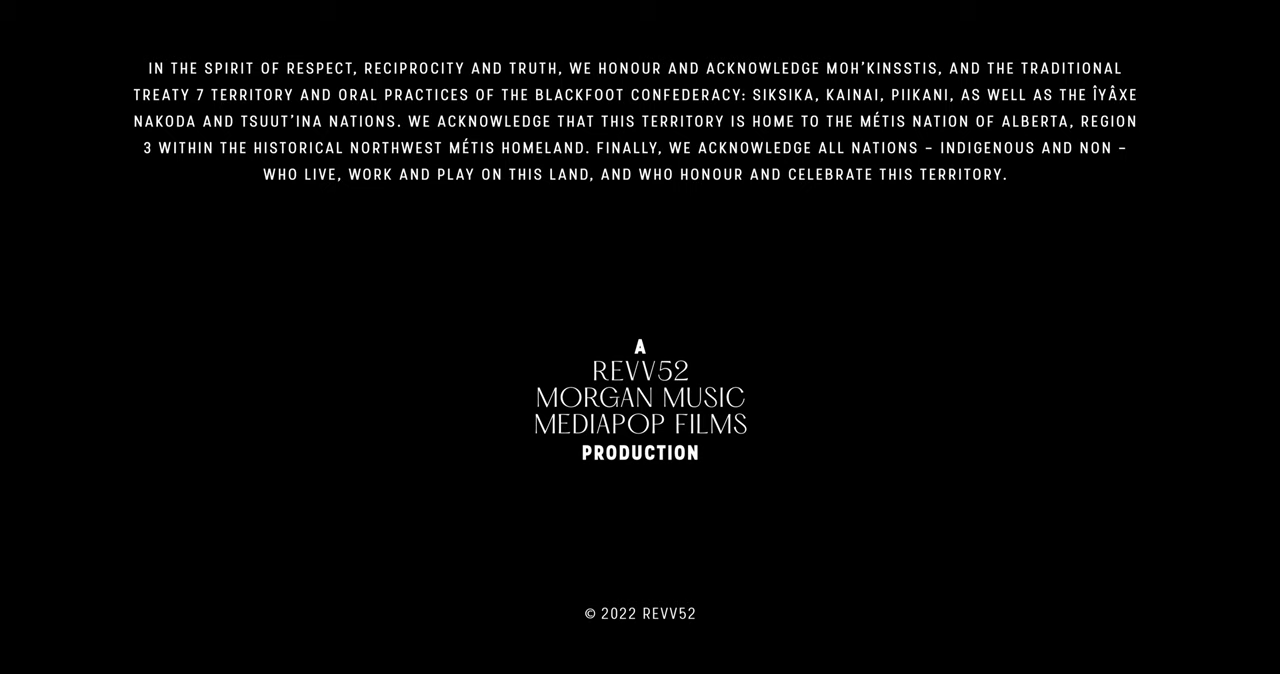 IN THE SPIRIT OF RESPECT, RECIPROCITY AND TRUTH, WE HONOUR AND ACKNOWLEDGE MOH'KINSSTIS, AND THE TRADITIONAL
TREATY 7 TERRITORY AND ORAL PRACTICES OF THE BLACKFOOT CONFEDERACY: SIKSIKA, KAINAI, PIIKANI, AS WELL AS THE ÎYÂXE
NAKODA AND TSUUT'INA NATIONS. WE ACKNOWLEDGE THAT THIS TERRITORY IS HOME TO THE MÉTIS NATION OF ALBERTA, REGION
3 WITHIN THE HISTORICAL NORTHWEST MÉTIS HOMELAND. FINALLY, WE ACKNOWLEDGE ALL NATIONS – INDIGENOUS AND NON –
WHO LIVE, WORK AND PLAY ON THIS LAND, AND WHO HONOUR AND CELEBRATE THIS TERRITORY.
A
REVV52
MORGAN MUSIC
MEDIAPOP FILMS
PRODUCTION
© 2022 REVV52